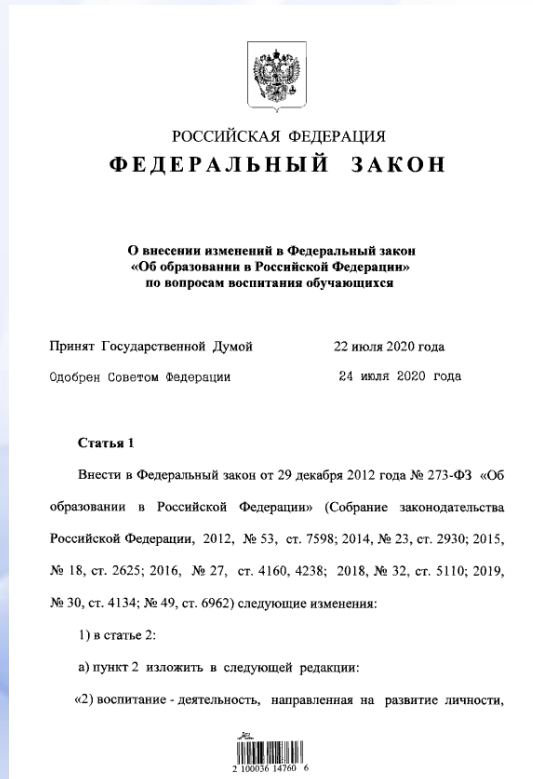 РОССИЙСКАЯ ФЕДЕРАЦИЯ
ФЕДЕРАЛЬНЫЙ ЗАКОН
О внесении изменений в Федеральный закон
«Об образовании в Российской Федерации»
по вопросам воспитания обучающихся
Принят Государственной Думой 22 июля 2020 года
Одобрен Советом Федерации 24 июля 2020 года
Статья 1
Внести в Федеральный закон от 29 декабря 2012 года № 273-ФЗ «Об
образовании в Российской Федерации» (Собрание законодательства
Российской Федерации, 2012, № 53, ст. 7598; 2014, № 23, ст. 2930; 2015,
№ 18, ст. 2625; 2016, № 27, ст. 4160, 4238; 2018, № 32, ст. 5110; 2019,
№ 30, ст. 4134; № 49, ст. 6962) следующие изменения:
1) в статье 2:
а) пункт 2 изложить в следующей редакции:
«2) воспитание - деятельность, направленная на развитие личности,
2 100036 14760 6